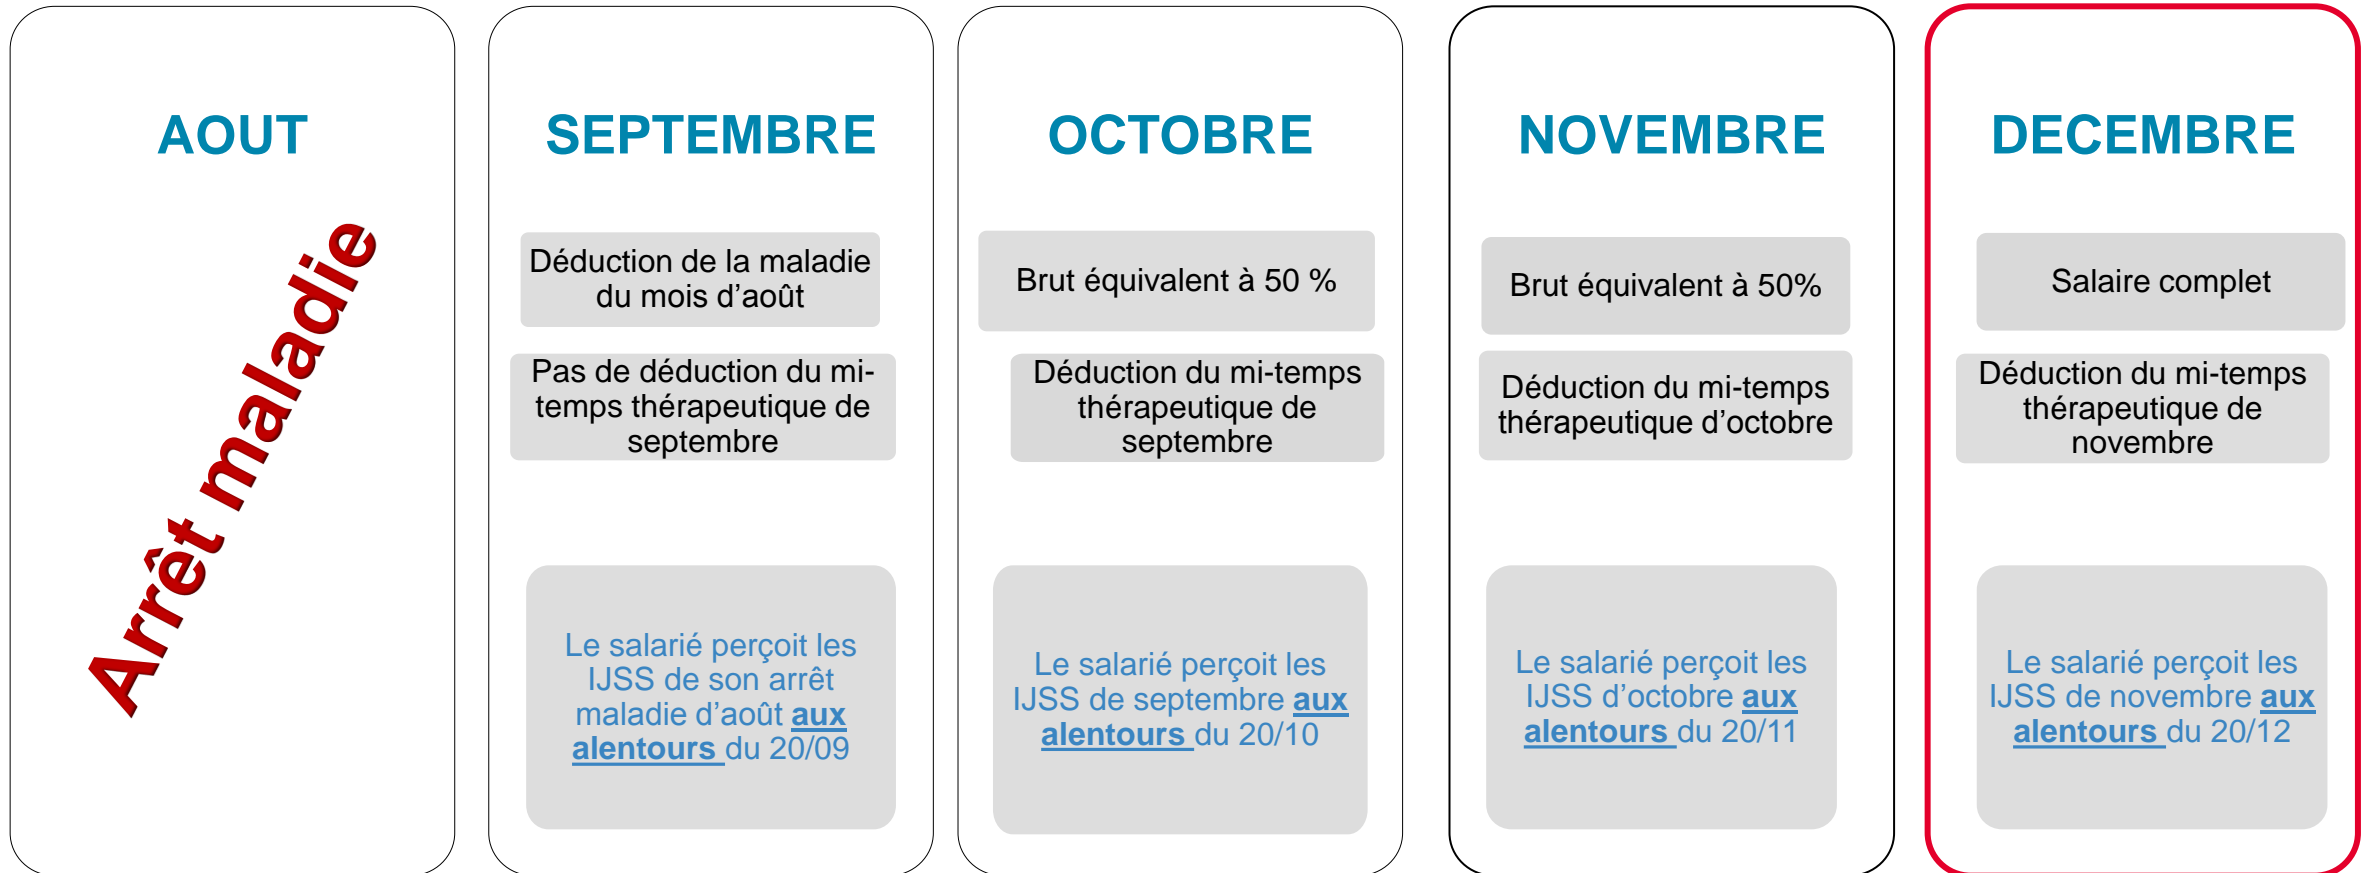 AOUT
Arrêt maladie
SEPTEMBRE
Déduction de la maladie
du mois d’août
Pas de déduction du mi-
temps thérapeutique de
septembre
Le salarié perçoit les
IJSS de son arrêt
maladie d’août aux
alentours du 20/09
OCTOBRE
Brut équivalent à 50 %
Déduction du mi-temps
thérapeutique de
septembre
Le salarié perçoit les
IJSS de septembre aux
alentours du 20/10
NOVEMBRE
Brut équivalent à 50%
Déduction du mi-temps
thérapeutique d’octobre
Le salarié perçoit les
IJSS d’octobre aux
alentours du 20/11
DECEMBRE
Salaire complet
Déduction du mi-temps
thérapeutique de
novembre
Le salarié perçoit les
IJSS de novembre aux
alentours du 20/12